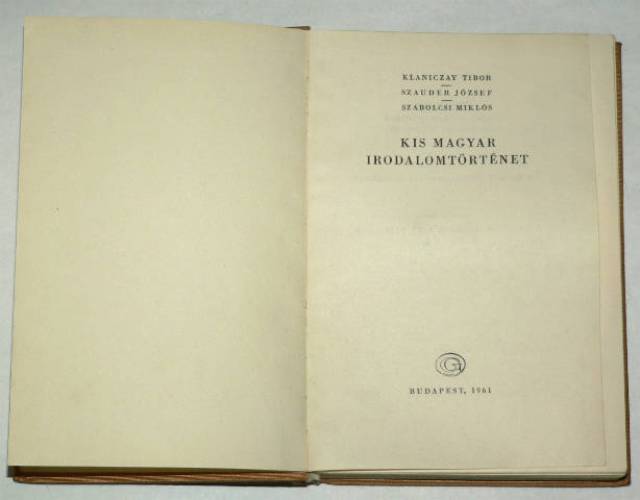 KLANICZAY TIBOR
SZAUDER JÓZSEF
SZABOLCSI MIKLÓS
KIS MAGYAR
IRODALOMTÖRTÉNET
G
BUDAPEST, 1961